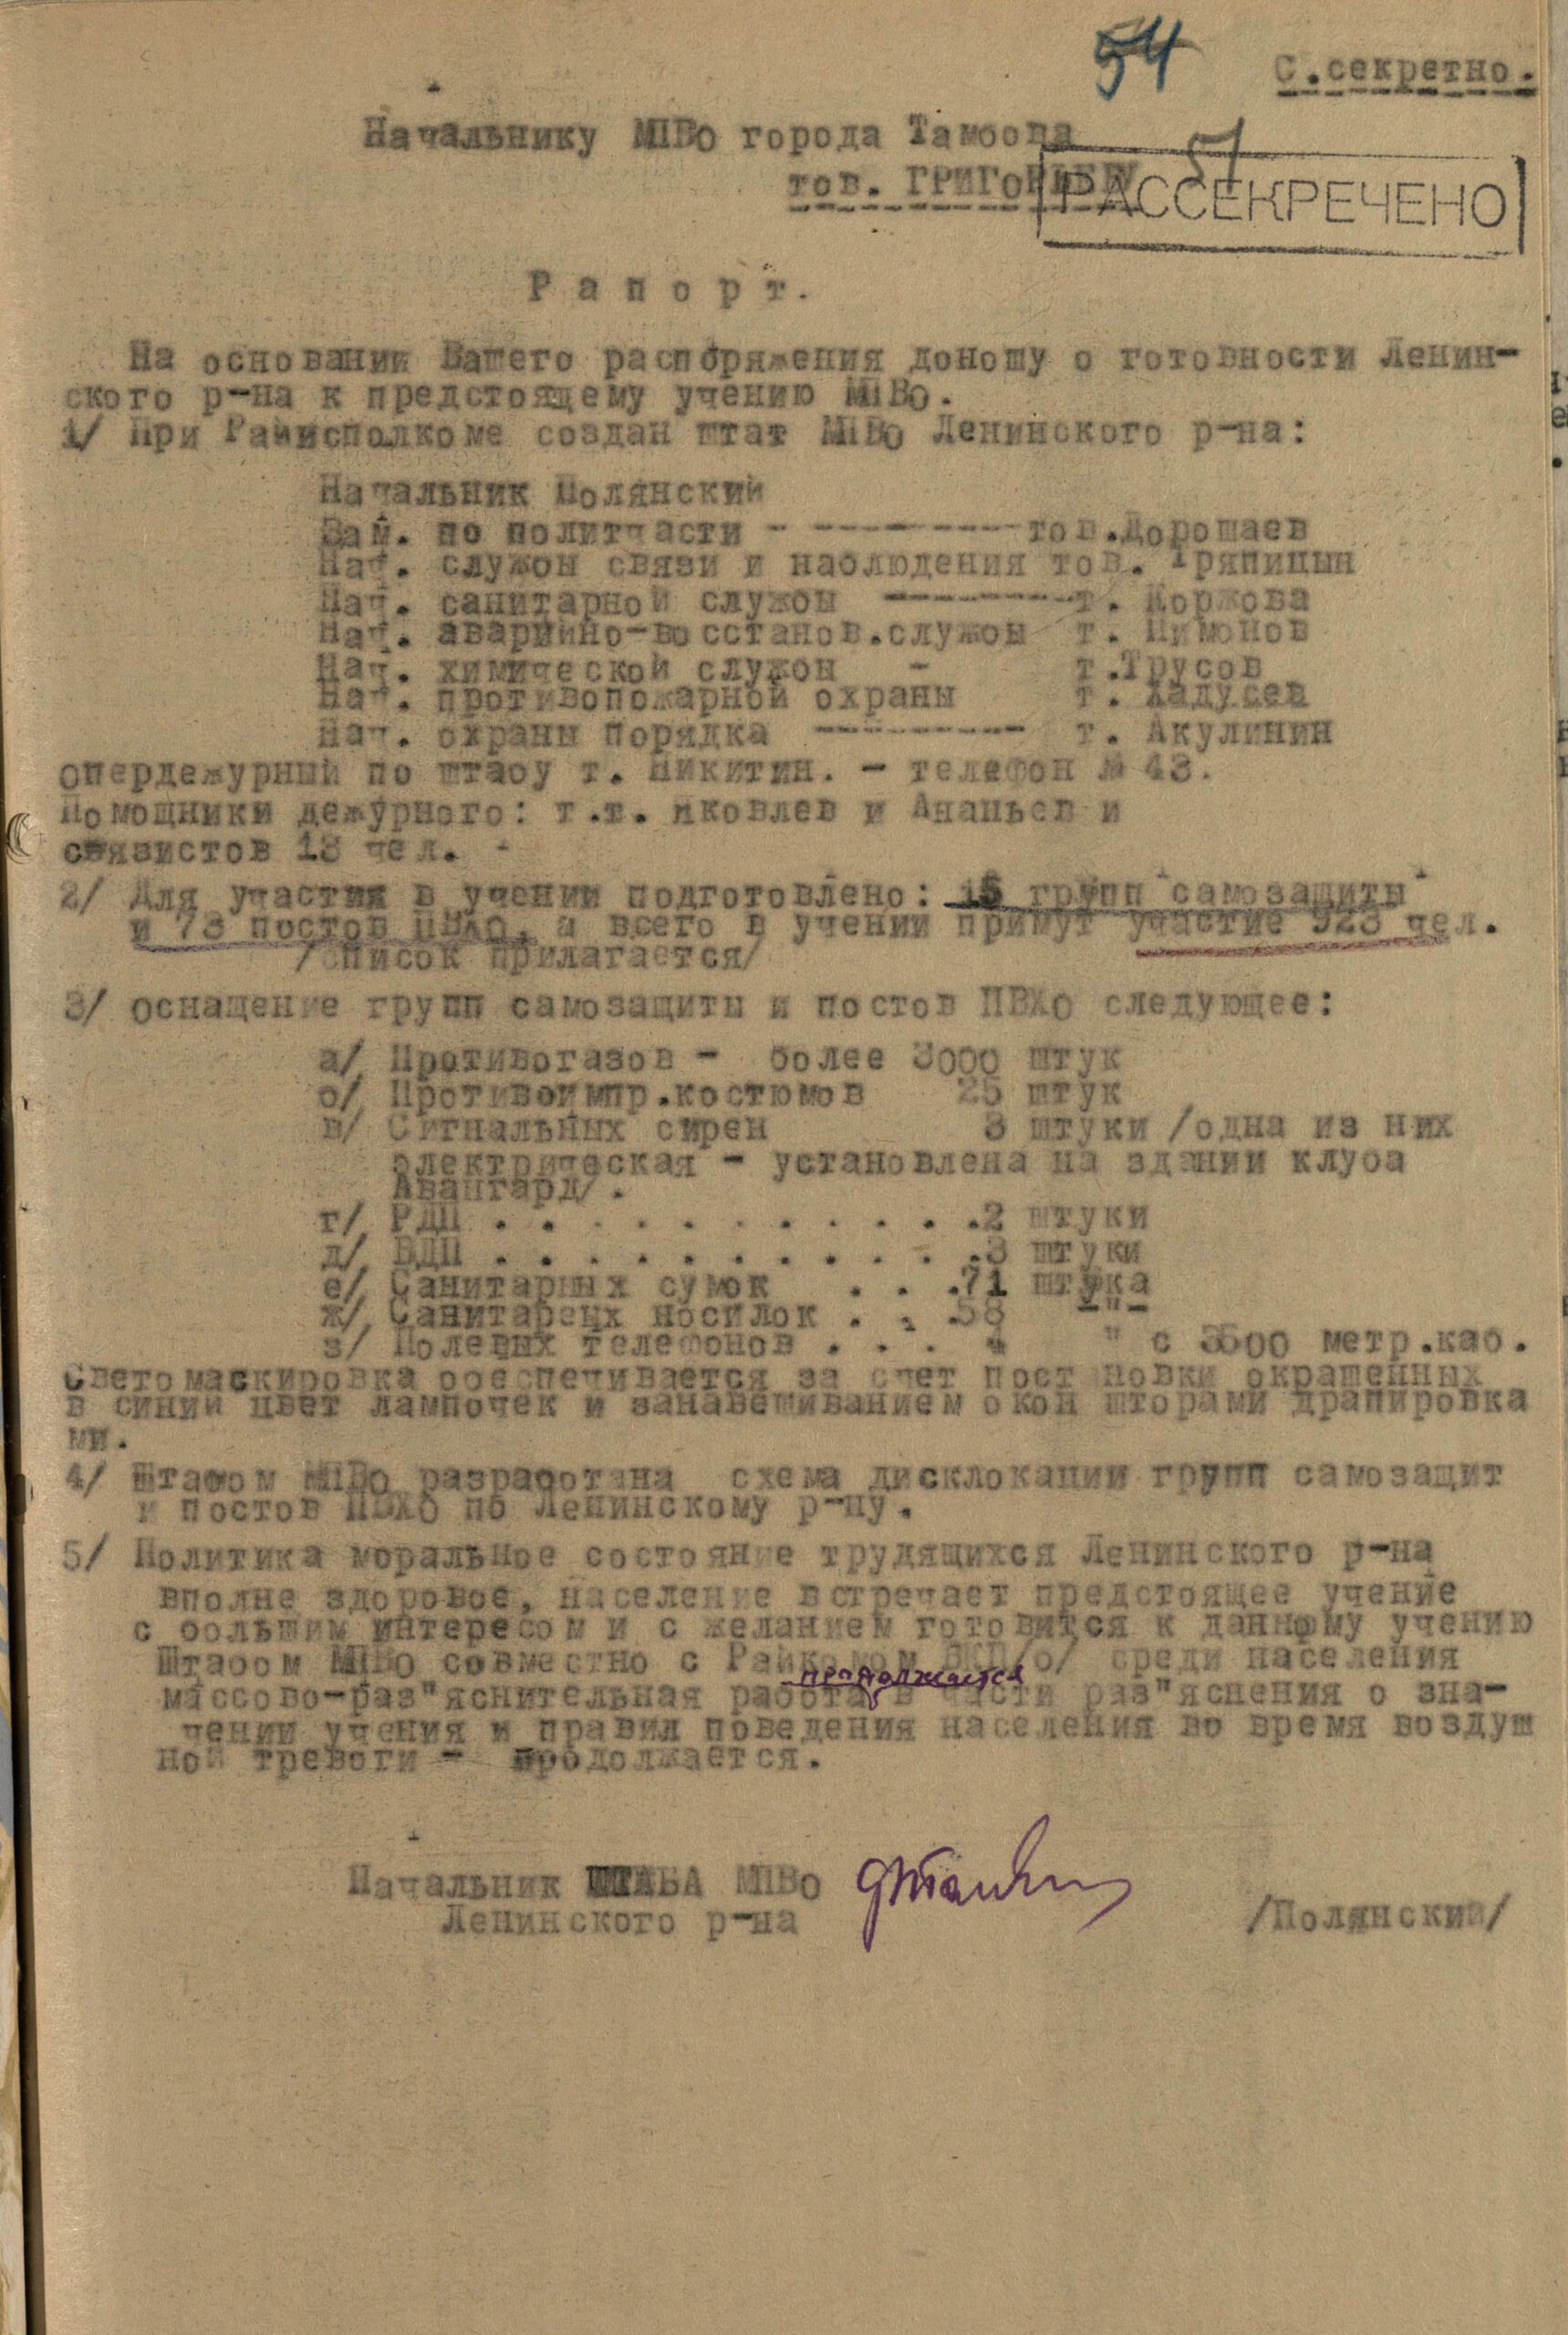 54
С.секретно.
Начальнику МПВО города Тамбова
51
тов. ГРИГОРЬЕВУ
РАССЕКРЕЧЕНО
Рапорт.
На основании Вашего распоряжения доношу о готовности Ленин-
ского р-на к предстоящему учению МПВО.
1/ При Райисполкоме создан штат МПВО Ленинского р-на:
Начальник Полянский
Зам. по политчасти - --------- тов.Дорошаев
Нач. службы связи и наблюдения тов. Тряпицын
Нач. санитарной службы --------- т. Коржова
Нач. аварийно-восстанов.службы т. Пимонов
Нач. химической службы - т.Трусов
Нач. противопожарной охраны т. Хадусев
Нач. охраны порядка --------- т. Акулинин
опердежурный по штабу т. Никитин. - телефон № 43.
Помощники дежурного: т.т. Яковлев и Ананьев и
связистов 13 чел.
2/ Для участия в учении подготовлено: 15 групп самозащиты
и 73 постов ПВХО, а всего в учении примут участие 923 чел.
/список прилагается/
3/ оснащение групп самозащиты и постов ПВХО следующее:
а/ Противогазов - более 3000 штук
б/ Противоипр.костюмов 25 штук
в/ Сигнальных сирен 3 штуки /одна из них
электрическая - установлена на здании клуба
Авангард/.
г/ РДП . . . . . . . . . . .2 штуки
д/ ВДП . . . . . . . . . . .3 штуки
е/ Санитарных сумок . . .71 штука
ж/ Санитарецх носилок . . .58 -"-
з/ Полевых телефонов . . . 4 " с 3500 метр.каб.
Светомаскировка обеспечивается за счет пост новки окрашенных
в синий цвет лампочек и занавешиванием окон шторами драпировка
ми.
4/ Штабом МПВО разработана схема дисклокации групп самозащит
и постов ПВХО по Ленинскому р-ну.
5/ Политика моральное состояние трудящихся Ленинского р-на
вполне здоровое, население встречает предстоящее учение
с большим интересом и с желанием готовится к данному учению
Штабом МПВО совместно с Райкомом ВКП/б/ среди населения
продолжается
массово-раз"яснительная работа в части раз"яснения о зна-
чении учения и правил поведения населения во время воздуш
ной тревоги - продолжается.
Начальник ШТАБА МПВО
Ленинского р-на /Полянский/